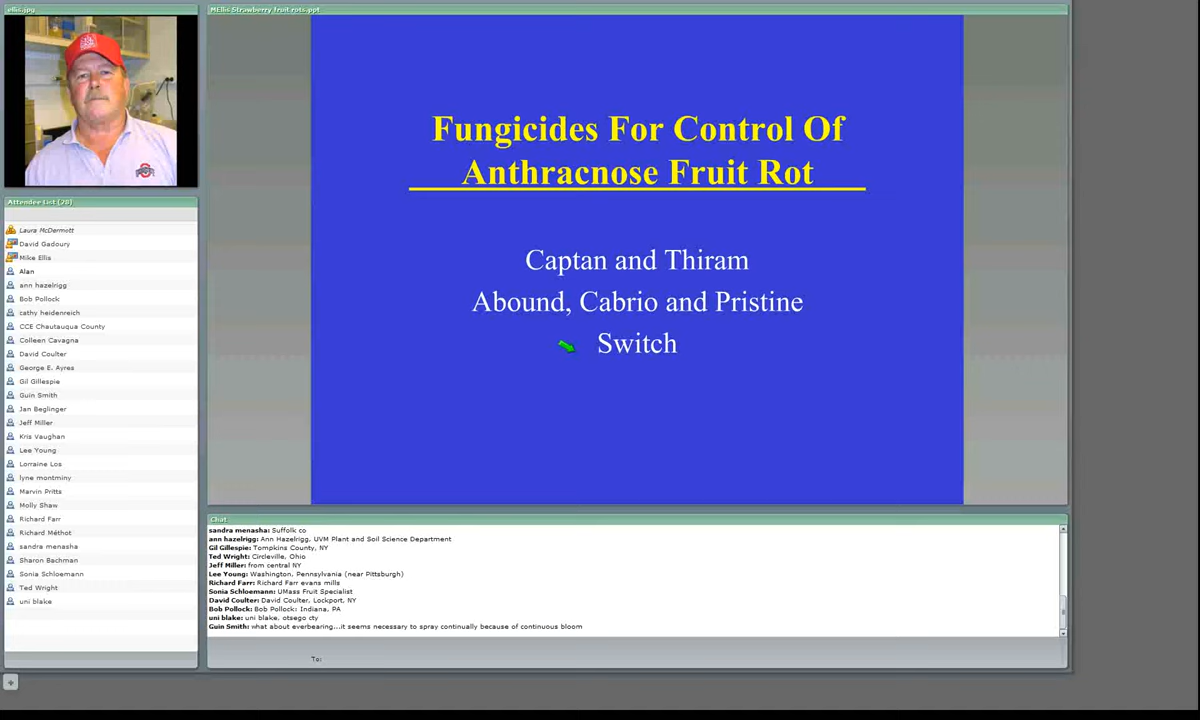 ellis.jpg
MEllis Strawberry fruit rots.ppt
Fungicides For Control Of
Anthracnose Fruit Rot
Captan and Thiram
Abound, Cabrio and Pristine
Switch
Attendee List (28)
Laura McDermott
David Gadoury
Mike Ellis
Alan
ann hazelrigg
Bob Pollock
cathy heidenreich
CCE Chautauqua County
Colleen Cavagna
David Coulter
George E. Ayres
Gil Gillespie
Guin Smith
Jan Beglinger
Jeff Miller
Kris Vaughan
Lee Young
Lorraine Los
lyne montminy
Marvin Pritts
Molly Shaw
Richard Farr
Richard Méthot
sandra menasha
Sharon Bachman
Sonia Schloemann
Ted Wright
uni blake
Chat
sandra menasha: Suffolk co
ann hazelrigg: Ann Hazelrigg, UVM Plant and Soil Science Department
Gil Gillespie: Tompkins County, NY
Ted Wright: Circleville, Ohio
Jeff Miller: from central NY
Lee Young: Washington, Pennsylvania (near Pittsburgh)
Richard Farr: Richard Farr evans mills
Sonia Schloemann: UMass Fruit Specialist
David Coulter: David Coulter, Lockport, NY
Bob Pollock: Bob Pollock: Indiana, PA
uni blake: uni blake, otsego cty
Guin Smith: what about everbearing...it seems necessary to spray continually because of continuous bloom
To: